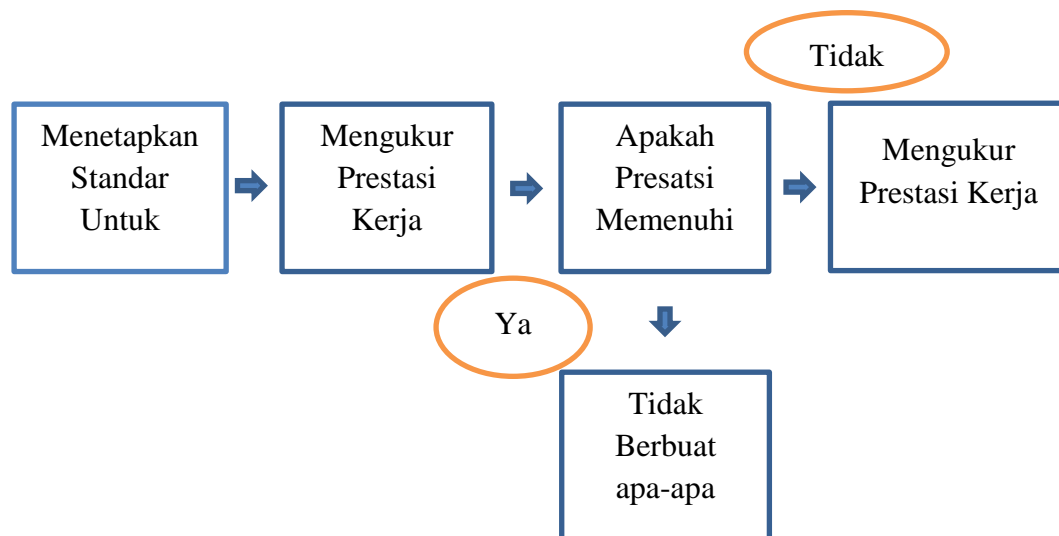 Tidak
Menetapkan
Standar
Untuk
Mengukur
Prestasi
Kerja
Apakah
Presatsi
Memenuhi
Mengukur
Prestasi Kerja
Ya
Tidak
Berbuat
apa-apa